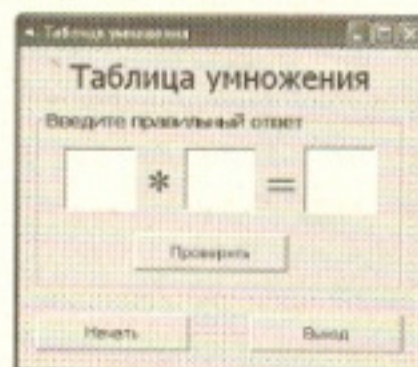 Таблица умножения
Таблица умножения
Введите правильный ответ
* =
Проверить
Начать Выход